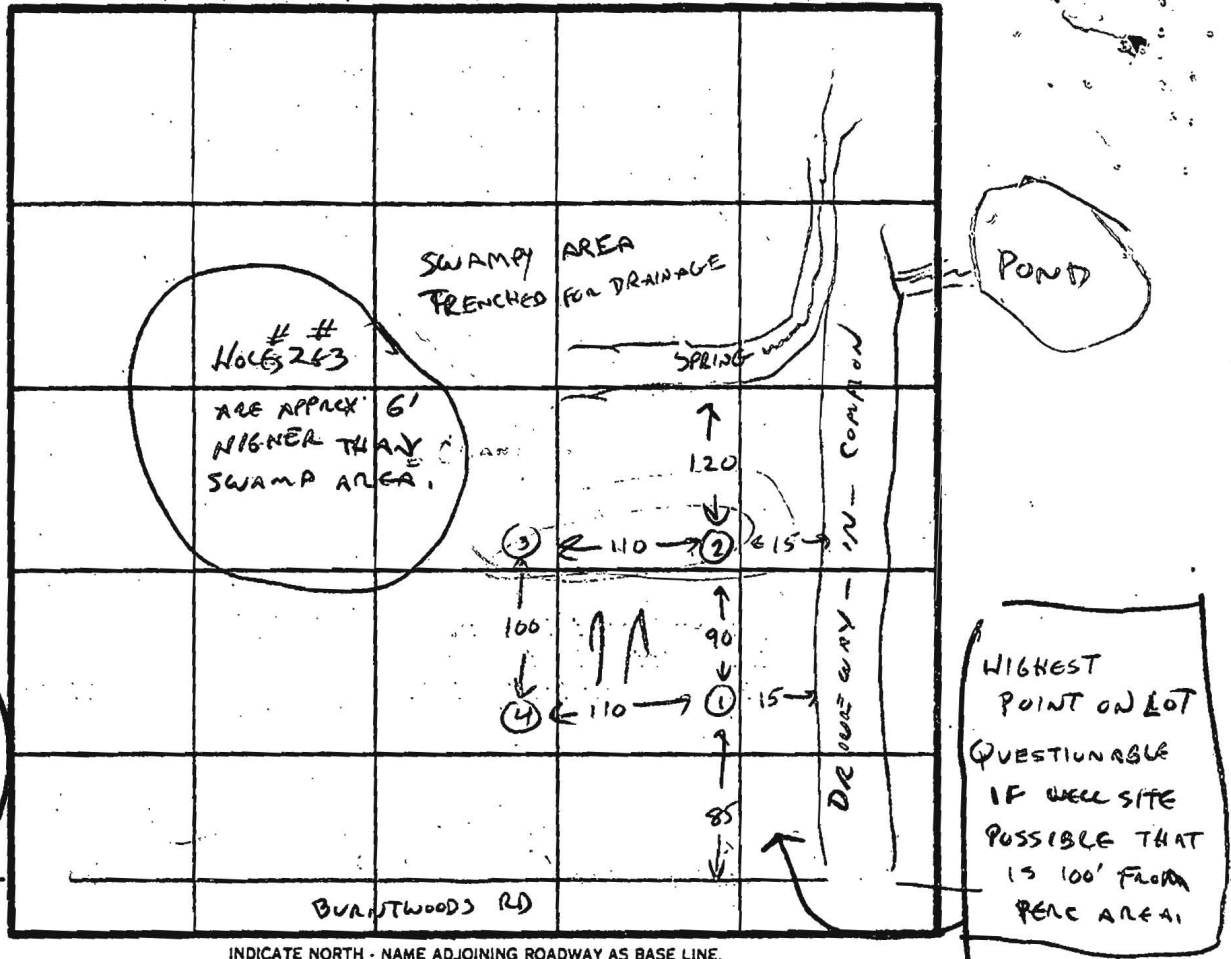 SWAMPY AREA
TRENCHED FOR DRAINAGE
POND
HOLES #2&#3
ARE APPRX 6'
HIGHER THAN
SWAMP AREA.
SPRING
120
3 110 2 15
100
90
4 110 1 15
85
DRIVEWAY-IN-COMMON
HIGHEST
POINT ON LOT
QUESTIONABLE
IF WELL SITE
POSSIBLE THAT
IS 100' FROM
PERC AREA.
BURNTWOODS RD
INDICATE NORTH - NAME ADJOINING ROADWAY AS BASE LINE.